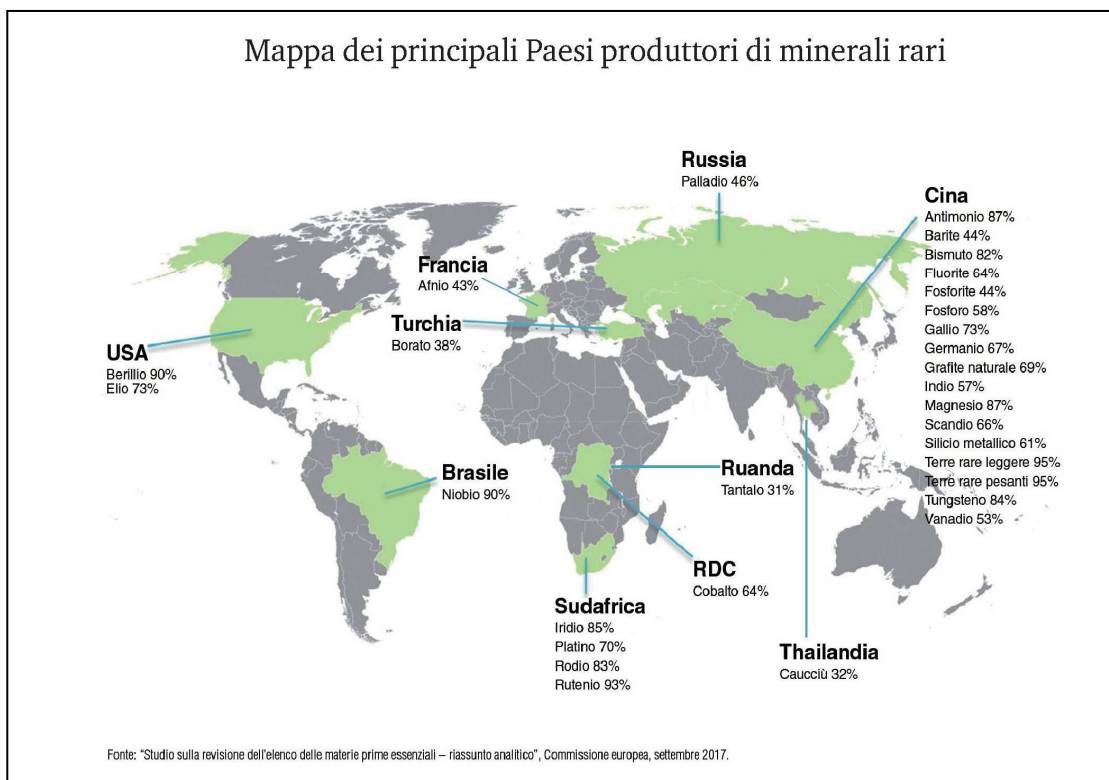 Mappa dei principali Paesi produttori di minerali rari
Russia
Palladio 46%
Cina
Antimonio 87%
Barite 44%
Bismuto 82%
Fluorite 64%
Fosforite 44%
Fosforo 58%
Gallio 73%
Germanio 67%
Grafite naturale 69%
Indio 57%
Magnesio 87%
Scandio 66%
Silicio metallico 61%
Terre rare leggere 95%
Terre rare pesanti 95%
Tungsteno 84%
Vanadio 53%
Francia
Afnio 43%
Turchia
Borato 38%
USA
Berillio 90%
Elio 73%
Brasile
Niobio 90%
Ruanda
Tantalo 31%
RDC
Cobalto 64%
Sudafrica
Iridio 85%
Platino 70%
Rodio 83%
Rutenio 93%
Thailandia
Caucciù 32%
Fonte: “Studio sulla revisione dell'elenco delle materie prime essenziali – riassunto analitico”, Commissione europea, settembre 2017.